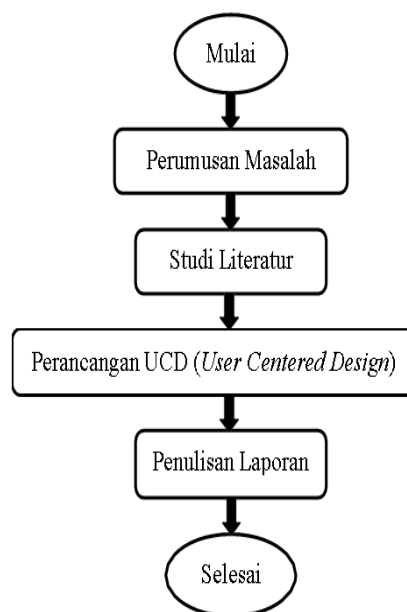 Mulai
Perumusan Masalah
Studi Literatur
Perancangan UCD (User Centered Design)
Penulisan Laporan
Selesai